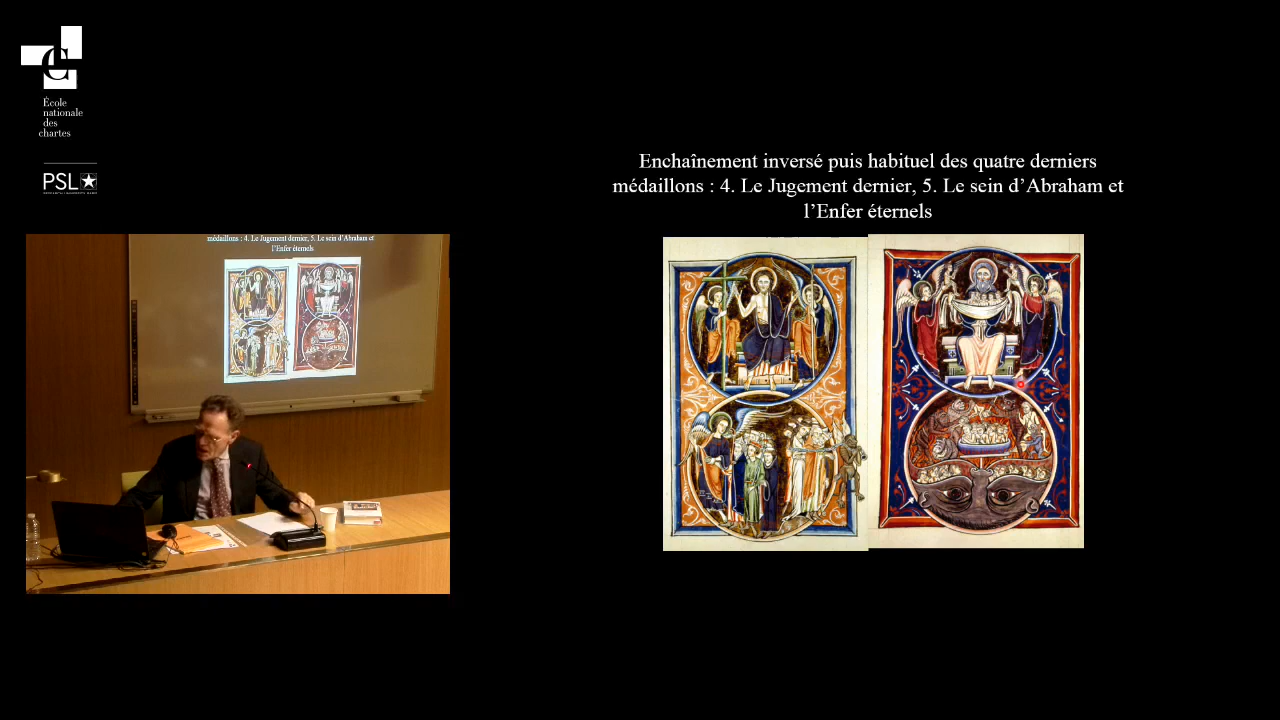 École
nationale
des
chartes
PSL
Enchaînement inversé puis habituel des quatre derniers
médaillons : 4. Le Jugement dernier, 5. Le sein d’Abraham et
l’Enfer éternels
médaillons : 4. Le Jugement dernier, 5. Le sein d’Abraham et
l’Enfer éternels